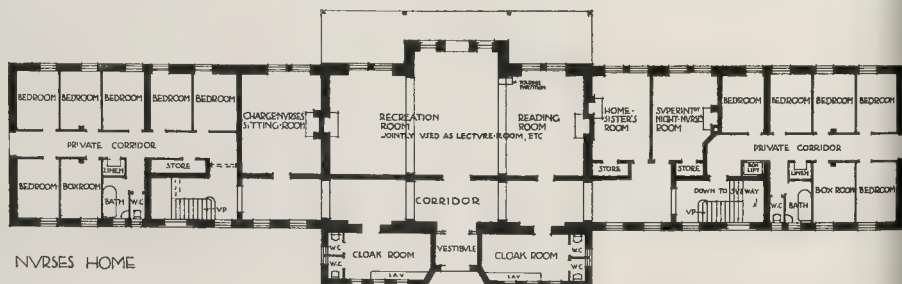 BEDROOM BEDROOM BEDROOM BEDROOM BEDROOM
CHARGE NVRSES'
SITTING-ROOM
RECREATION
ROOM
JOINTLY VSED AS LECTVRE-ROOM, ETC
FOLDING
PARTITION
READING
ROOM
HOME-
SISTER'S
ROOM
SVPERINTDT
NIGHT-NVRSE'S
ROOM
BEDROOM BEDROOM BEDROOM BEDROOM
PRIVATE CORRIDOR
PRIVATE CORRIDOR
STORE
STORE
STORE
BOX
LIFT
LINEN
LINEN
BEDROOM BOXROOM
BATH
W.C
VP
CORRIDOR
DOWN TO SVBWAY
VP
W.C
BATH
BOX ROOM BEDROOM
W.C
W.C
CLOAK ROOM
LAV
VESTIBVLE
CLOAK ROOM
LAV
W.C
W.C
NVRSES HOME